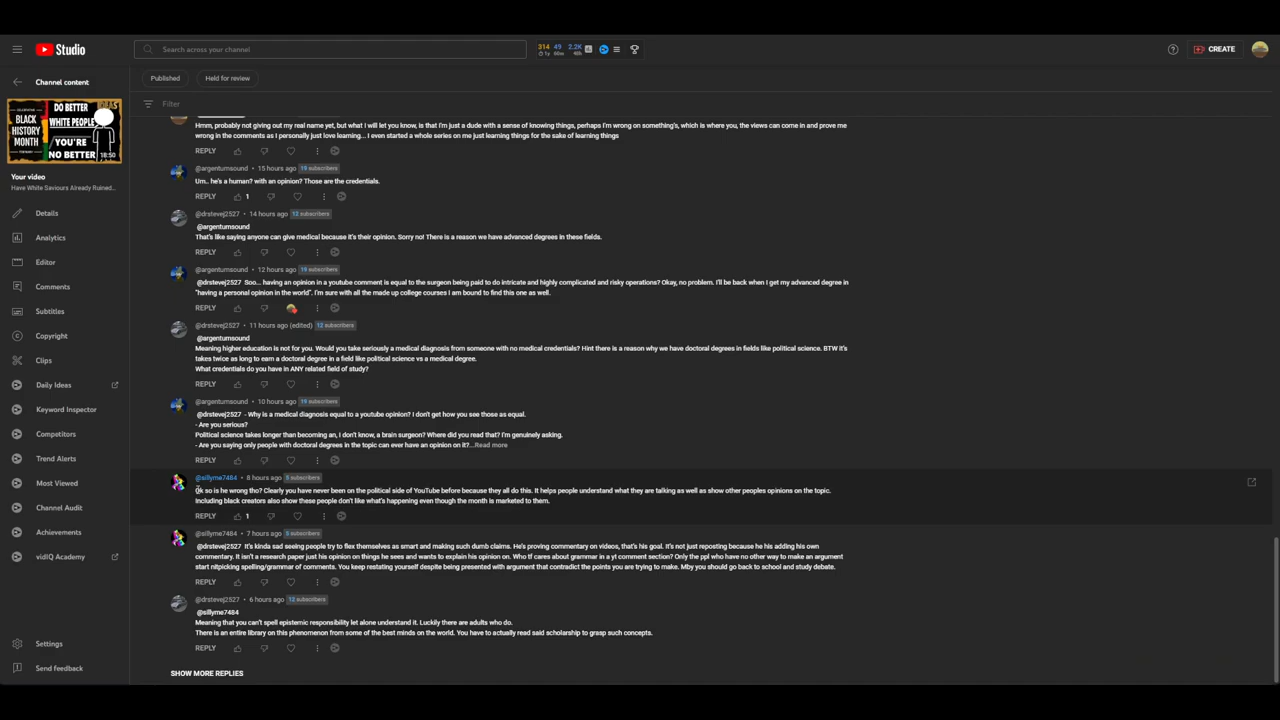 Studio
Search across your channel
314 49 2.2K
1y 60m 48h
CREATE
Channel content
Published
Held for review
Filter
CELEBRATING
BLACK
HISTORY
MONTH
DO BETTER
WHITE PEOPLE
YOU'RE
NO BETTER
18:50
Your video
Have White Saviours Already Ruined...
Details
Analytics
Editor
Comments
Subtitles
Copyright
Clips
Daily Ideas
Keyword Inspector
Competitors
Trend Alerts
Most Viewed
Channel Audit
Achievements
vidIQ Academy
Settings
Send feedback
Hmm, probably not giving out my real name yet, but what I will let you know, is that I'm just a dude with a sense of knowing things, perhaps I'm wrong on something's, which is where you, the views can come in and prove me
wrong in the comments as I personally just love learning... I even started a whole series on me just learning things for the sake of learning things
REPLY
@argentumsound • 15 hours ago 19 subscribers
Um.. he's a human? with an opinion? Those are the credentials.
REPLY 1
@drstevej2527 • 14 hours ago 12 subscribers
@argentumsound
That's like saying anyone can give medical because it's their opinion. Sorry no! There is a reason we have advanced degrees in these fields.
REPLY
@argentumsound • 12 hours ago 19 subscribers
@drstevej2527 Soo... having an opinion in a youtube comment is equal to the surgeon being paid to do intricate and highly complicated and risky operations? Okay, no problem. I'll be back when I get my advanced degree in
"having a personal opinion in the world". I'm sure with all the made up college courses I am bound to find this one as well.
REPLY
@drstevej2527 • 11 hours ago (edited) 12 subscribers
@argentumsound
Meaning higher education is not for you. Would you take seriously a medical diagnosis from someone with no medical credentials? Hint there is a reason why we have doctoral degrees in fields like political science. BTW it's
takes twice as long to earn a doctoral degree in a field like political science vs a medical degree.
What credentials do you have in ANY related field of study?
REPLY
@argentumsound • 10 hours ago 19 subscribers
@drstevej2527 - Why is a medical diagnosis equal to a youtube opinion? I don't get how you see those as equal.
- Are you serious?
Political science takes longer than becoming an, I don't know, a brain surgeon? Where did you read that? I'm genuinely asking.
- Are you saying only people with doctoral degrees in the topic can ever have an opinion on it?...Read more
REPLY
@sillyme7484 • 8 hours ago 5 subscribers
Ok so is he wrong tho? Clearly you have never been on the political side of YouTube before because they all do this. It helps people understand what they are talking as well as show other peoples opinions on the topic.
Including black creators also show these people don't like what's happening even though the month is marketed to them.
REPLY 1
@sillyme7484 • 7 hours ago 5 subscribers
@drstevej2527 It's kinda sad seeing people try to flex themselves as smart and making such dumb claims. He's proving commentary on videos, that's his goal. It's not just reposting because he his adding his own
commentary. It isn't a research paper just his opinion on things he sees and wants to explain his opinion on. Who tf cares about grammar in a yt comment section? Only the ppl who have no other way to make an argument
start nitpicking spelling/grammar of comments. You keep restating yourself despite being presented with argument that contradict the points you are trying to make. Mby you should go back to school and study debate.
REPLY
@drstevej2527 • 6 hours ago 12 subscribers
@sillyme7484
Meaning that you can't spell epistemic responsibility let alone understand it. Luckily there are adults who do.
There is an entire library on this phenomenon from some of the best minds on the world. You have to actually read said scholarship to grasp such concepts.
REPLY
SHOW MORE REPLIES